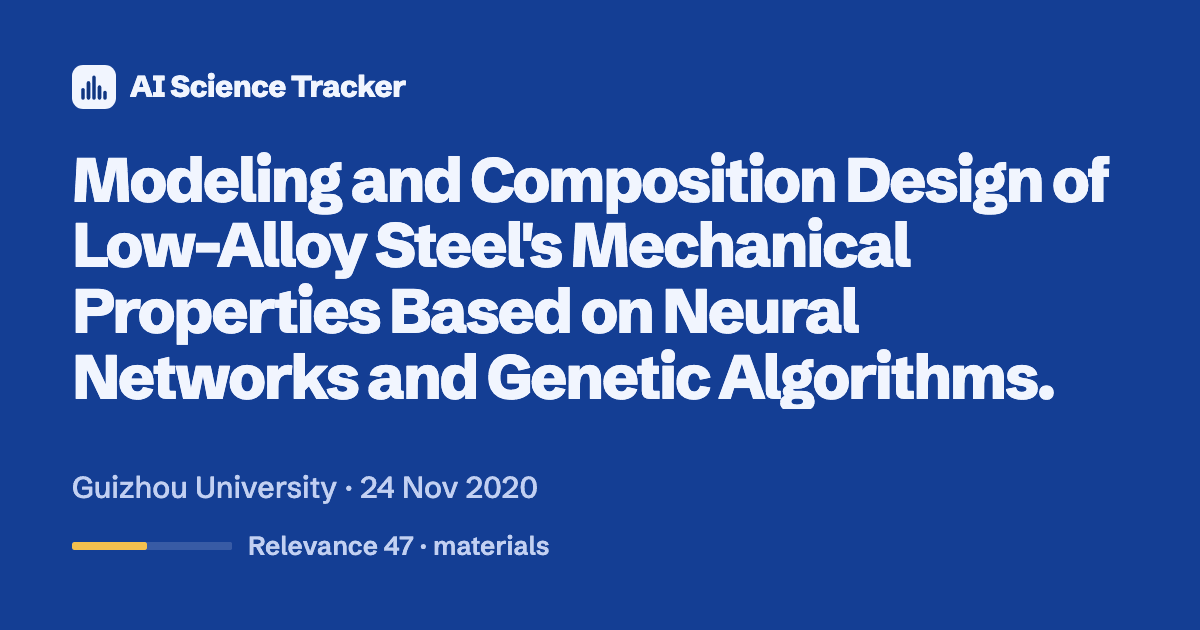 AI Science Tracker
Modeling and Composition Design of
Low-Alloy Steel's Mechanical
Properties Based on Neural
Networks and Genetic Algorithms.
Guizhou University · 24 Nov 2020
Relevance 47 · materials